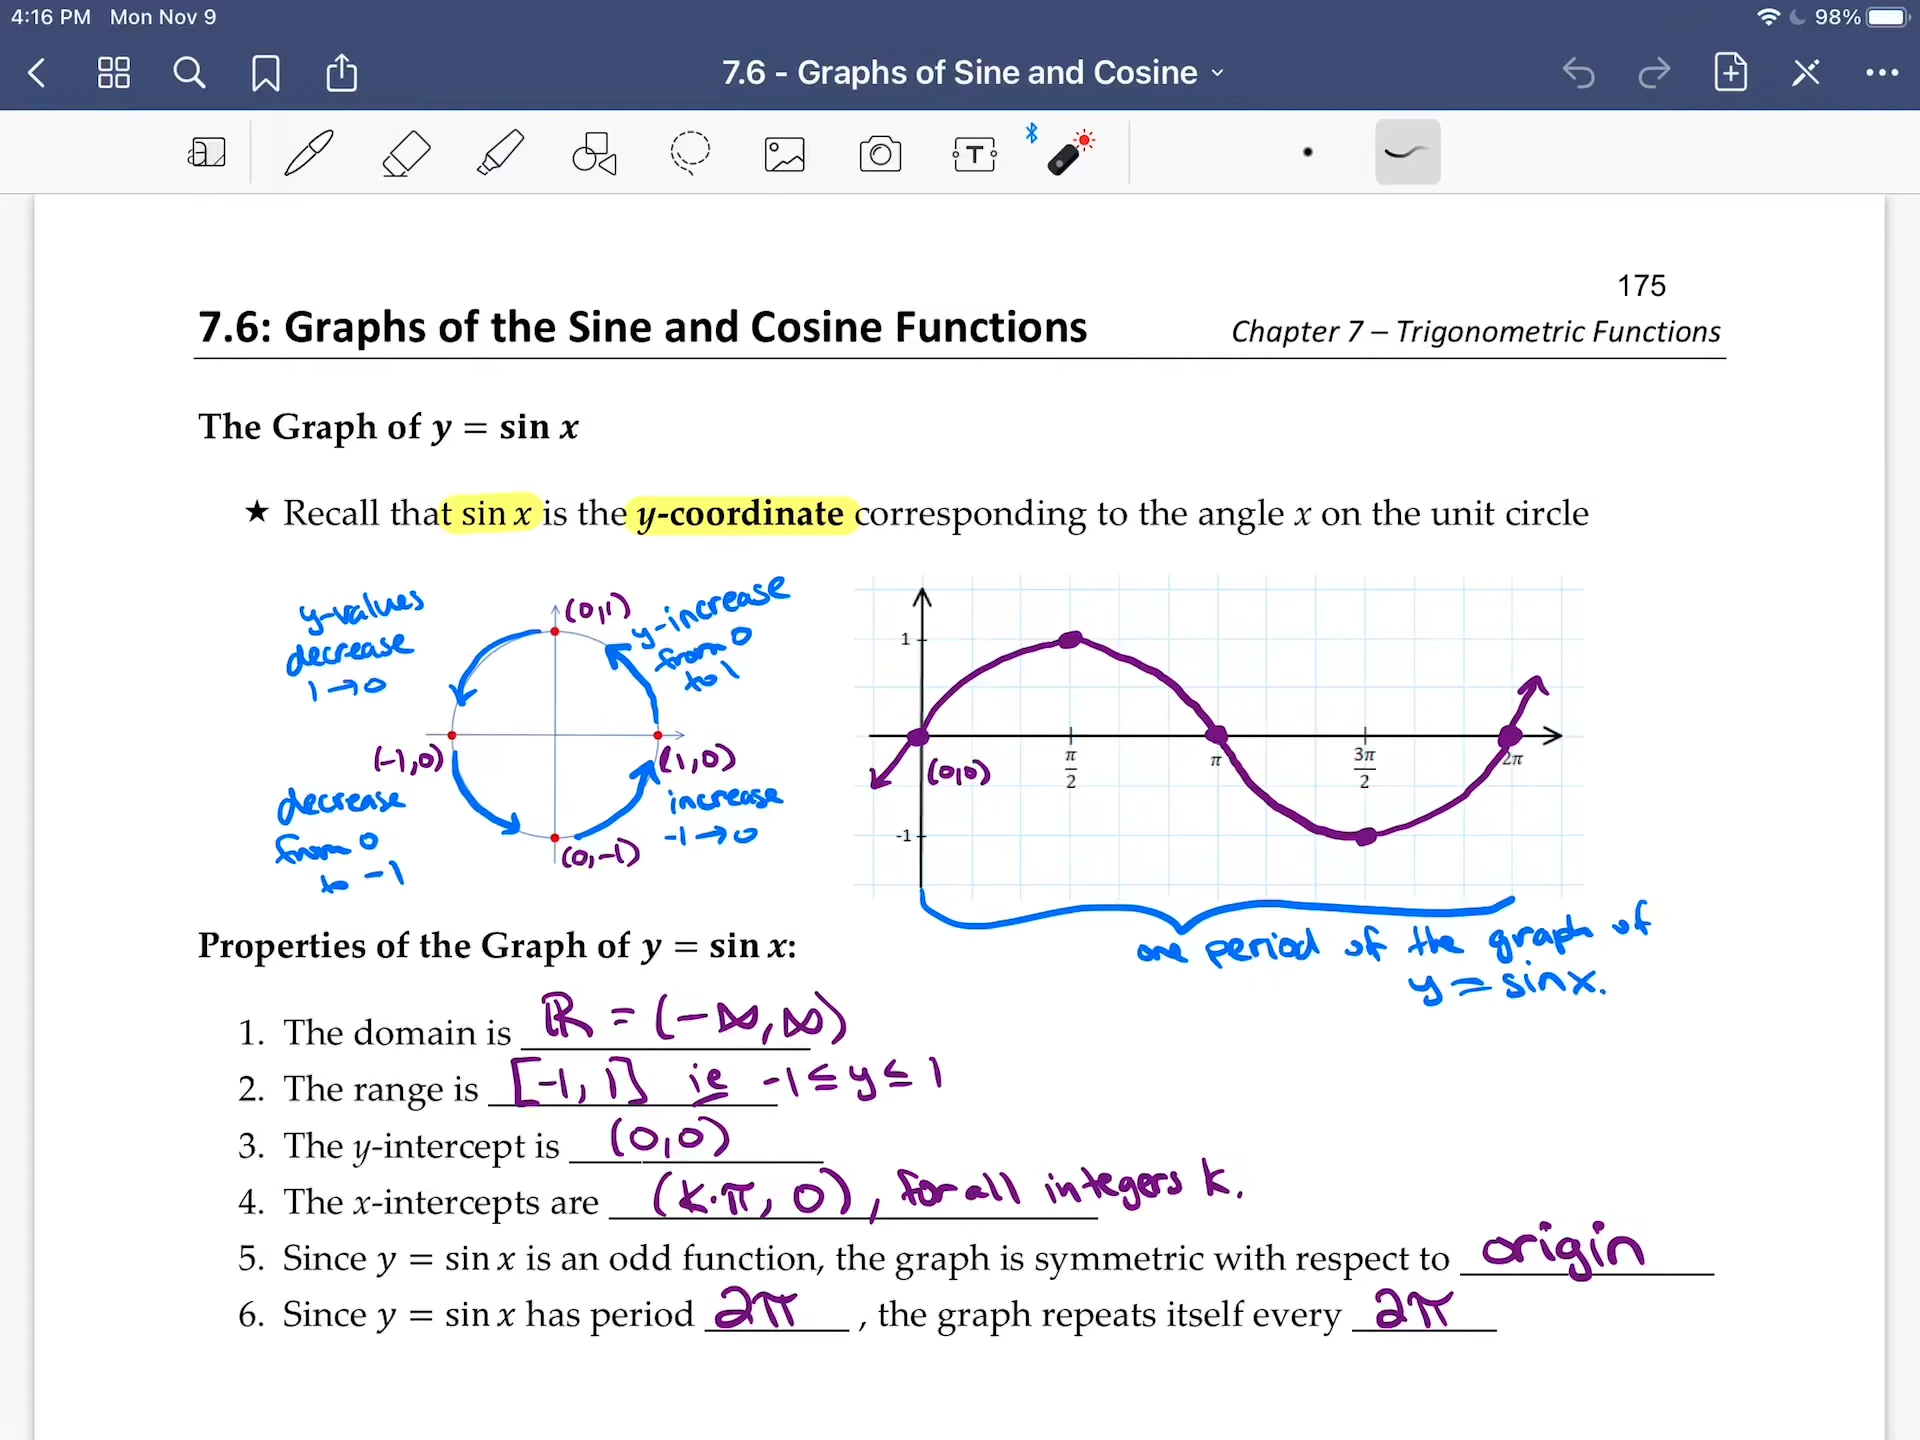 4:16 PM Mon Nov 9 98%
7.6 - Graphs of Sine and Cosine
175
7.6: Graphs of the Sine and Cosine Functions Chapter 7 – Trigonometric Functions
The Graph of y = sin x
★ Recall that sin x is the y-coordinate corresponding to the angle x on the unit circle
y-values
decrease
1 → 0
(0,1)
y-increase
from 0
to 1
(-1,0)
(1,0)
decrease
from 0
to -1
increase
-1 → 0
(0,-1)
1
-1
(0,0)
π/2
π
3π/2
2π
one period of the graph of
y = sin x.
Properties of the Graph of y = sin x:
1. The domain is ℝ = (-∞, ∞)
2. The range is [-1, 1] ie -1 ≤ y ≤ 1
3. The y-intercept is (0,0)
4. The x-intercepts are (k·π, 0), for all integers k.
5. Since y = sin x is an odd function, the graph is symmetric with respect to origin
6. Since y = sin x has period 2π, the graph repeats itself every 2π